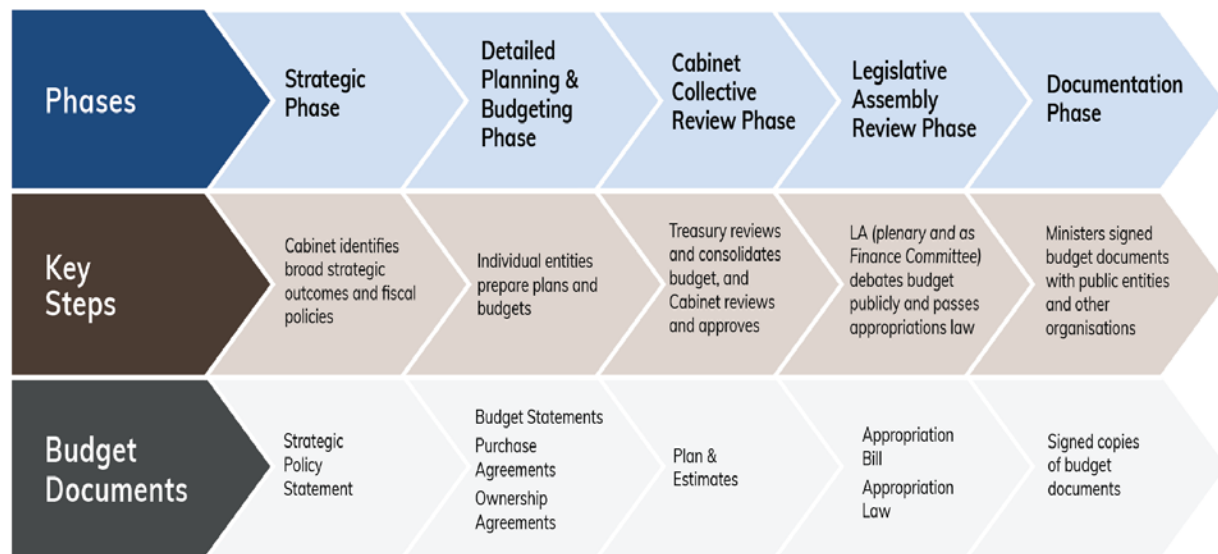 Phases
Strategic
Phase
Detailed
Planning &
Budgeting
Phase
Cabinet
Collective
Review Phase
Legislative
Assembly
Review Phase
Documentation
Phase
Key
Steps
Cabinet identifies
broad strategic
outcomes and fiscal
policies
Individual entities
prepare plans and
budgets
Treasury reviews
and consolidates
budget, and
Cabinet reviews
and approves
LA (plenary and as
Finance Committee)
debates budget
publicly and passes
appropriations law
Ministers signed
budget documents
with public entities
and other
organisations
Budget
Documents
Strategic
Policy
Statement
Budget Statements
Purchase
Agreements
Ownership
Agreements
Plan &
Estimates
Appropriation
Bill
Appropriation
Law
Signed copies
of budget
documents